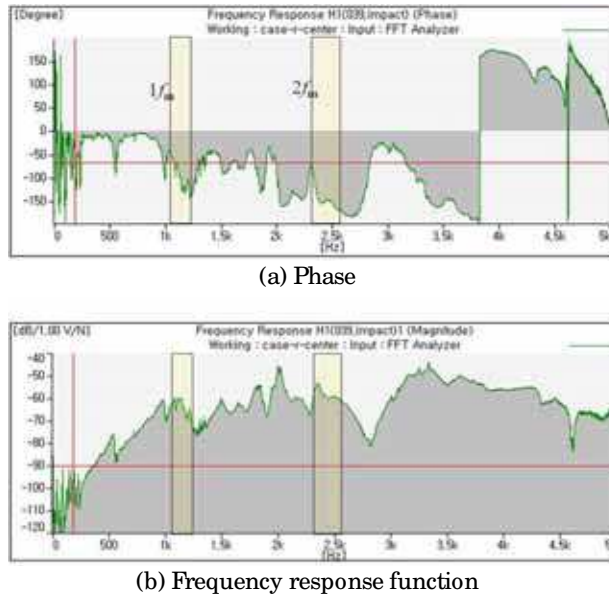 [Degree]
Frequency Response H1(039,Impact) (Phase)
Working : case-r-center : Input : FFT Analyzer
150
100
50
0
-50
-100
-150
1fm
2fm
0 500 1k 1.5k 2k 2.5k 3k 3.5k 4k 4.5k 5k
[Hz]
(a) Phase
[dB/1.00 V/N]
Frequency Response H1(039,Impact)1 (Magnitude)
Working : case-r-center : Input : FFT Analyzer
-40
-50
-60
-70
-80
-90
-100
-110
-120
0 500 1k 1.5k 2k 2.5k 3k 3.5k 4k 4.5k 5k
[Hz]
(b) Frequency response function